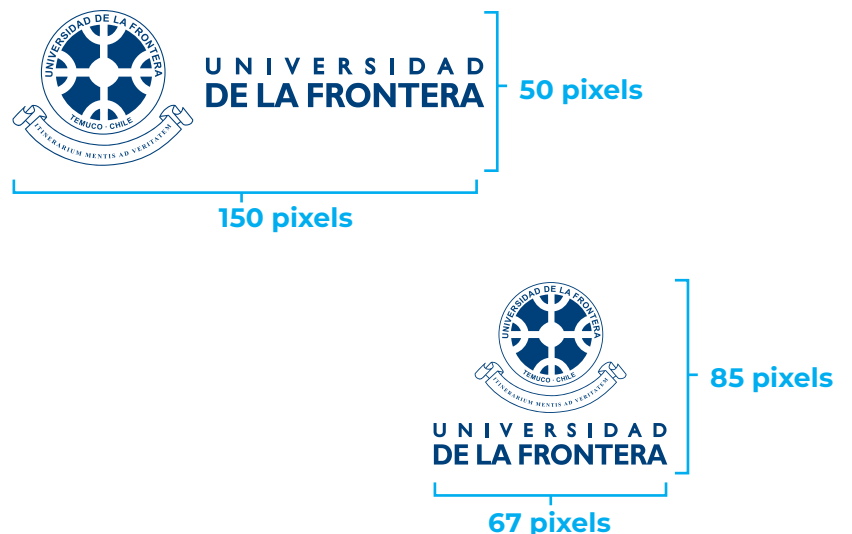 UNIVERSIDAD DE LA FRONTERA
TEMUCO - CHILE
ITINERARIUM MENTIS AD VERITATEM
UNIVERSIDAD
DE LA FRONTERA
50 pixels
150 pixels
UNIVERSIDAD DE LA FRONTERA
TEMUCO - CHILE
ITINERARIUM MENTIS AD VERITATEM
UNIVERSIDAD
DE LA FRONTERA
85 pixels
67 pixels